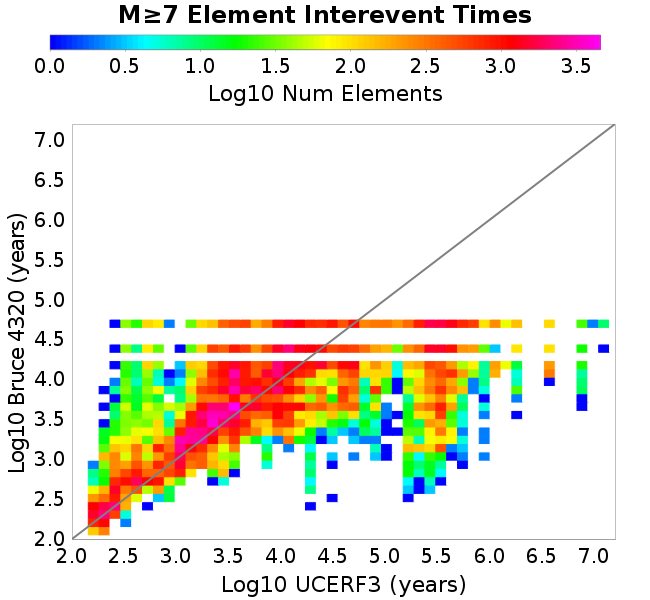 M≥7 Element Interevent Times
0.0 0.5 1.0 1.5 2.0 2.5 3.0 3.5
Log10 Num Elements
7.0
6.5
6.0
5.5
5.0
4.5
4.0
3.5
3.0
2.5
2.0
Log10 Bruce 4320 (years)
2.0 2.5 3.0 3.5 4.0 4.5 5.0 5.5 6.0 6.5 7.0
Log10 UCERF3 (years)